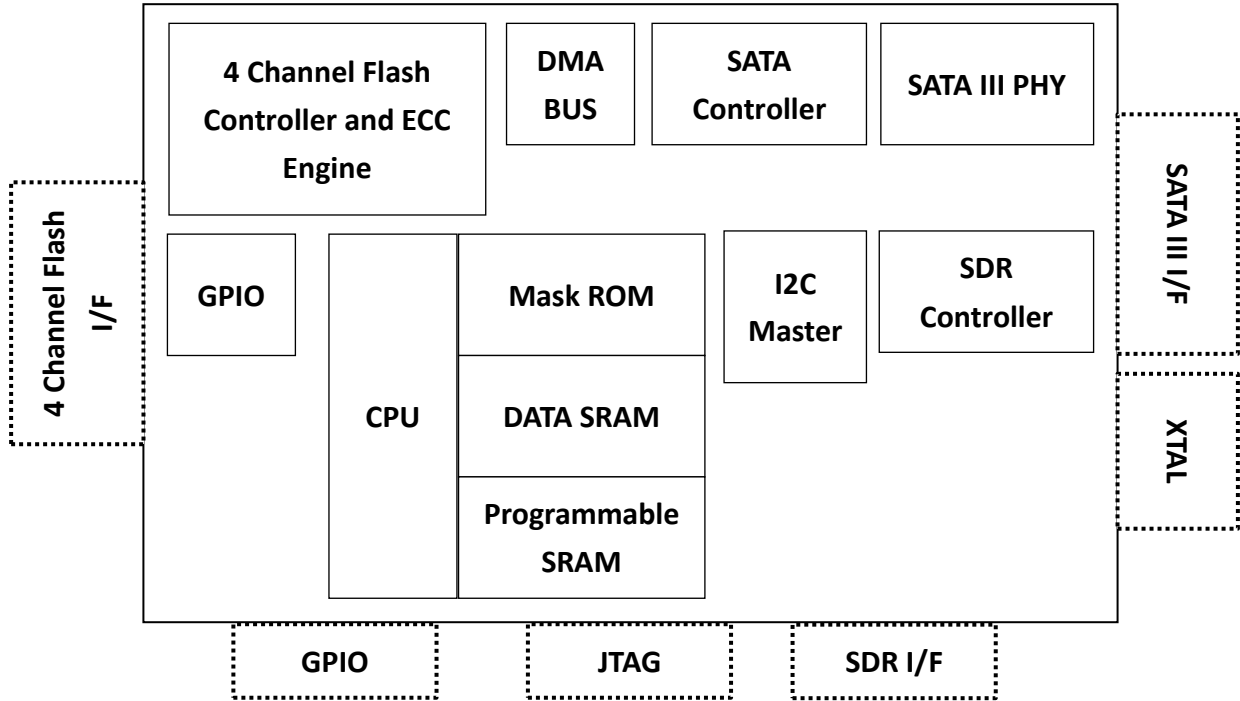 4 Channel Flash
Controller and ECC
Engine
DMA
BUS
SATA
Controller
SATA III PHY
4 Channel Flash
I/F
GPIO
CPU
Mask ROM
DATA SRAM
Programmable
SRAM
I2C
Master
SDR
Controller
SATA III I/F
XTAL
GPIO
JTAG
SDR I/F